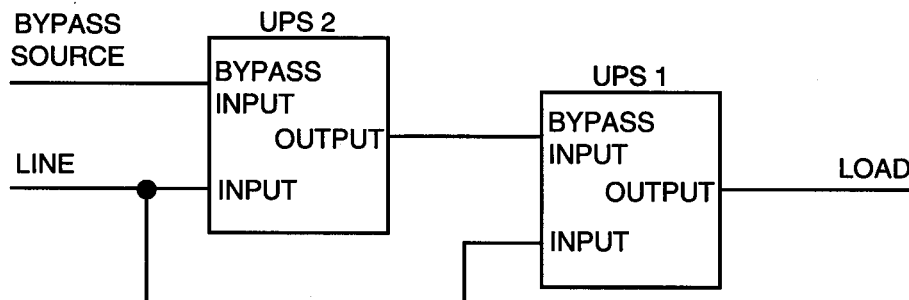 BYPASS
SOURCE
UPS 2
BYPASS
INPUT
OUTPUT
LINE
INPUT
UPS 1
BYPASS
INPUT
OUTPUT
LOAD
INPUT